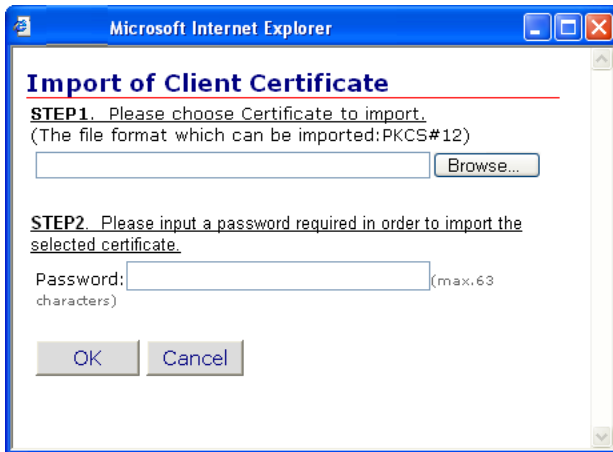 Microsoft Internet Explorer
Import of Client Certificate
STEP1. Please choose Certificate to import.
(The file format which can be imported:PKCS#12)
Browse...
STEP2. Please input a password required in order to import the
selected certificate.
Password: (max.63
characters)
OK Cancel